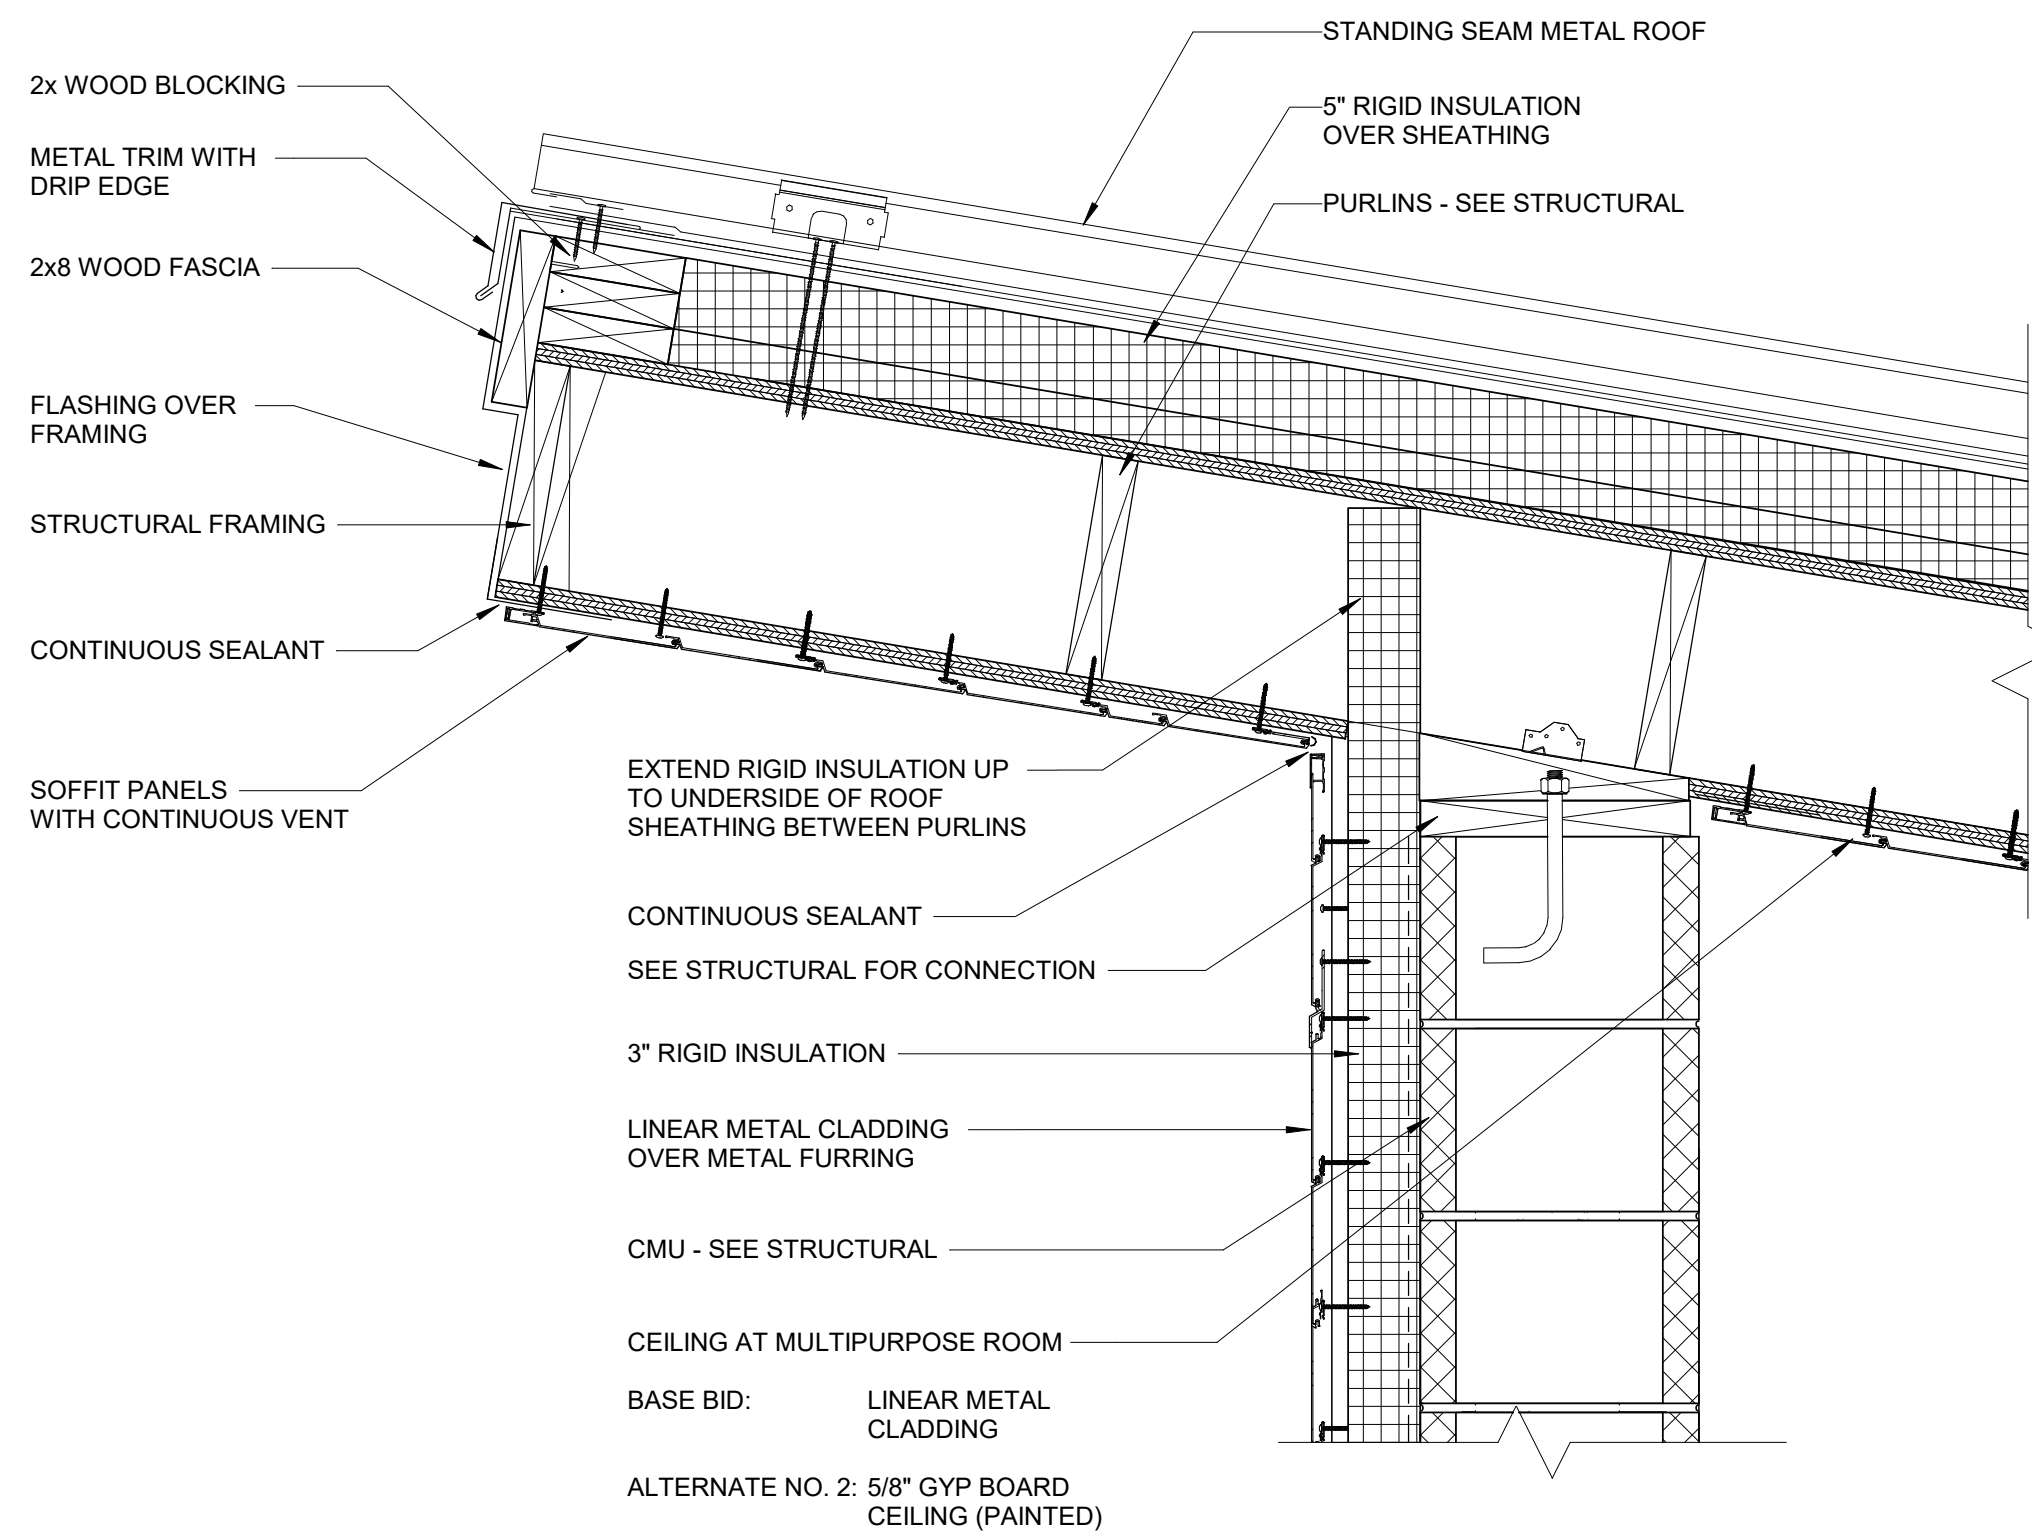 STANDING SEAM METAL ROOF
5" RIGID INSULATION
OVER SHEATHING
PURLINS - SEE STRUCTURAL
2x WOOD BLOCKING
METAL TRIM WITH
DRIP EDGE
2x8 WOOD FASCIA
FLASHING OVER
FRAMING
STRUCTURAL FRAMING
CONTINUOUS SEALANT
SOFFIT PANELS
WITH CONTINUOUS VENT
EXTEND RIGID INSULATION UP
TO UNDERSIDE OF ROOF
SHEATHING BETWEEN PURLINS
CONTINUOUS SEALANT
SEE STRUCTURAL FOR CONNECTION
3" RIGID INSULATION
LINEAR METAL CLADDING
OVER METAL FURRING
CMU - SEE STRUCTURAL
CEILING AT MULTIPURPOSE ROOM
BASE BID: LINEAR METAL
CLADDING
ALTERNATE NO. 2: 5/8" GYP BOARD
CEILING (PAINTED)